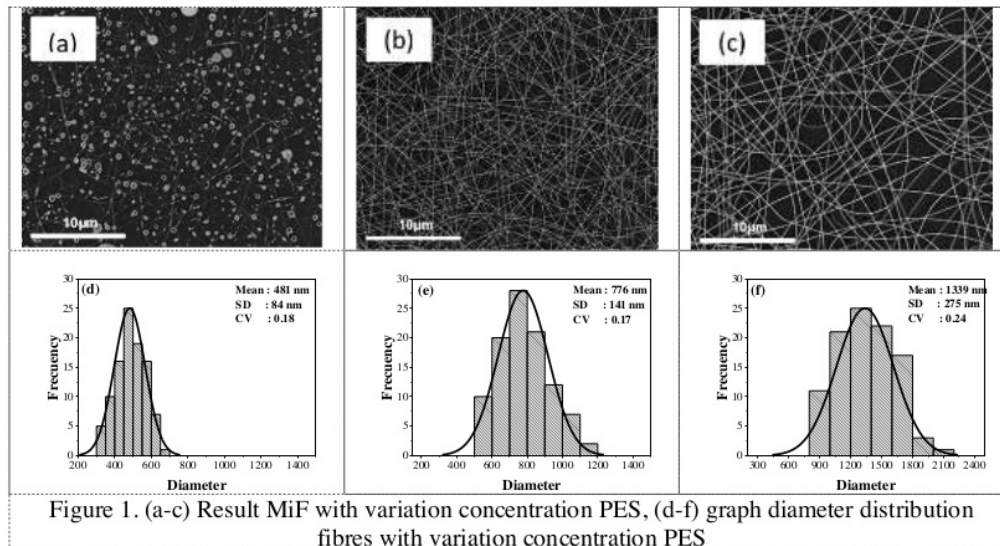 (a)
(b)
(c)
10µm
10µm
10µm
(d)
Mean : 481 nm
SD : 84 nm
CV : 0.18
30
25
20
15
10
5
0
Frecuency
200 400 600 800 1000 1200 1400
Diameter
(e)
Mean : 776 nm
SD : 141 nm
CV : 0.17
30
25
20
15
10
5
0
Frecuency
200 400 600 800 1000 1200 1400
Diameter
(f)
Mean : 1339 nm
SD : 275 nm
CV : 0.24
30
25
20
15
10
5
0
Frecuency
300 600 900 1200 1500 1800 2100 2400
Diameter
Figure 1. (a-c) Result MiF with variation concentration PES, (d-f) graph diameter distribution
fibres with variation concentration PES